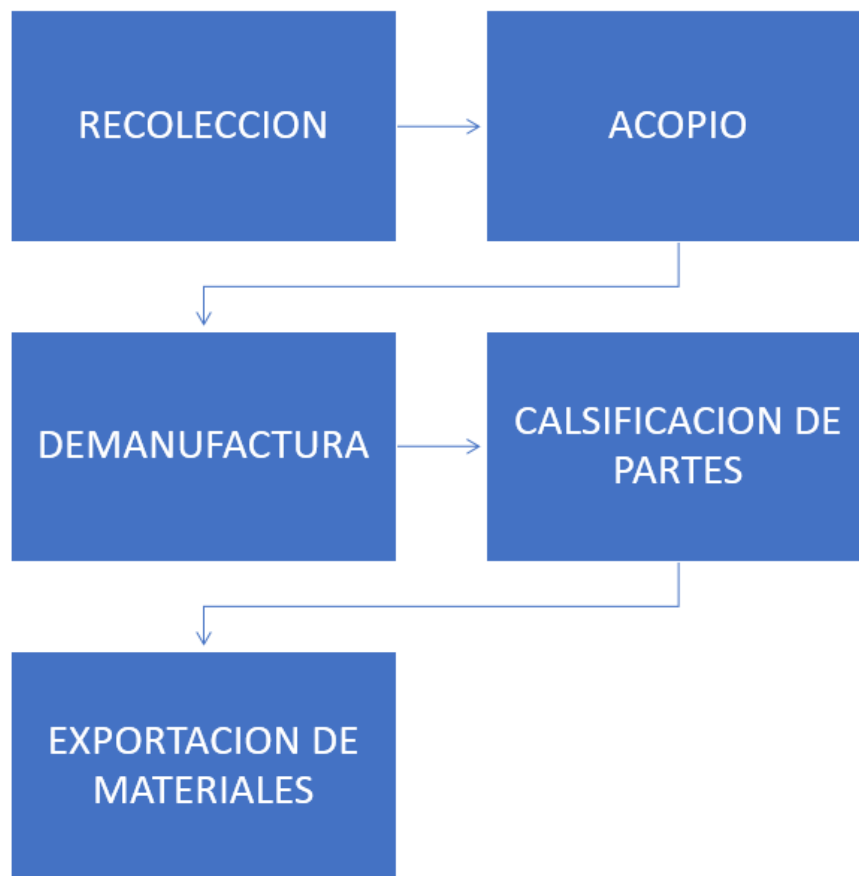 RECOLECCION
ACOPIO
DEMANUFACTURA
CALSIFICACION DE
PARTES
EXPORTACION DE
MATERIALES